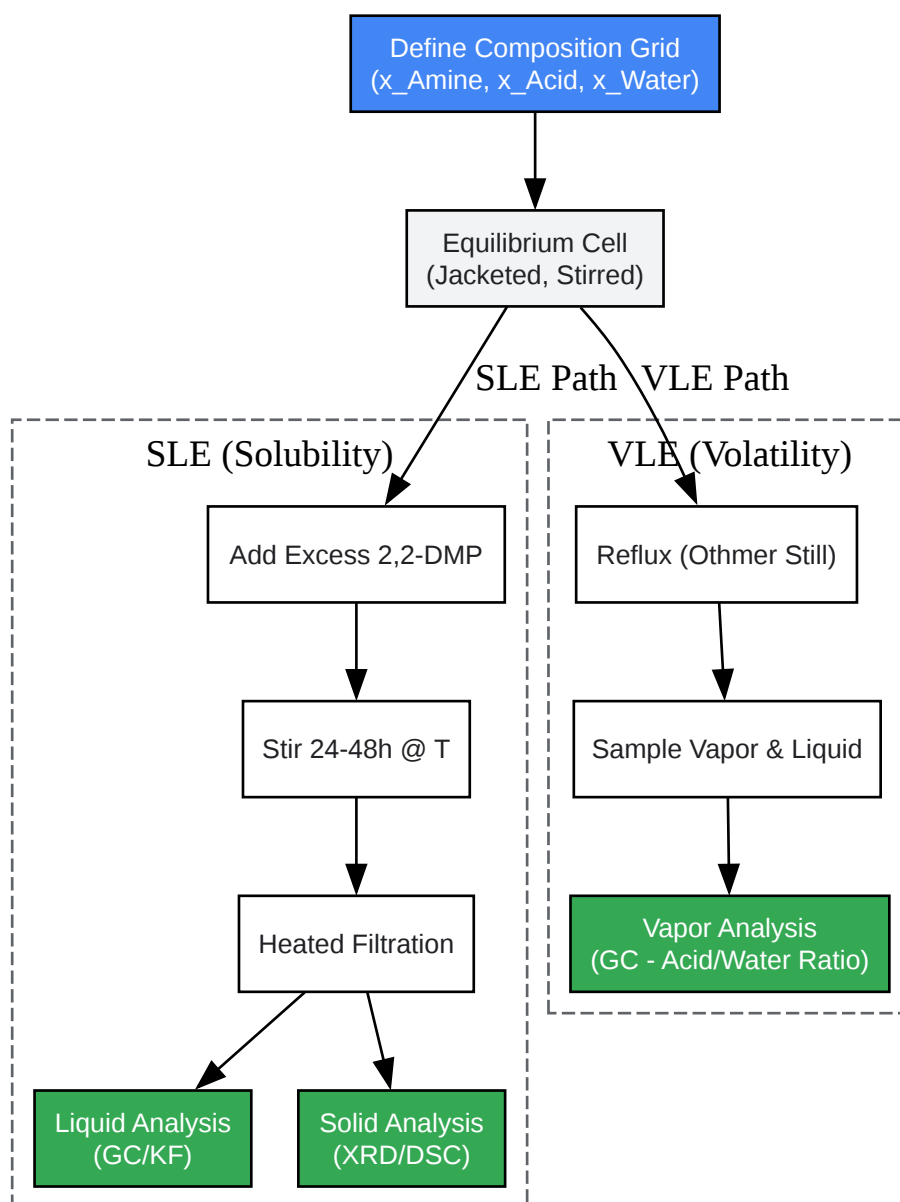 Define Composition Grid
(x_Amine, x_Acid, x_Water)
Equilibrium Cell
(Jacketed, Stirred)
SLE Path
VLE Path
SLE (Solubility)
VLE (Volatility)
Add Excess 2,2-DMP
Reflux (Othmer Still)
Stir 24-48h @ T
Sample Vapor & Liquid
Heated Filtration
Vapor Analysis
(GC - Acid/Water Ratio)
Liquid Analysis
(GC/KF)
Solid Analysis
(XRD/DSC)